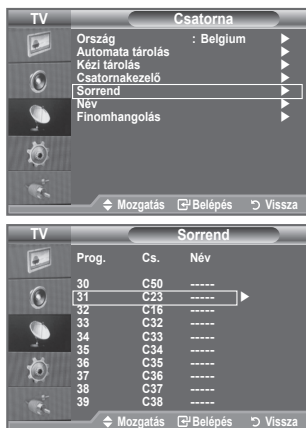 TV Csatorna
Ország : Belgium
Automata tárolás
Kézi tárolás
Csatornakezelő
Sorrend
Név
Finomhangolás
Mozgatás Belépés Vissza
TV Sorrend
Prog. Cs. Név
30 C50 -----
31 C23 -----
32 C16 -----
33 C32 -----
34 C33 -----
35 C34 -----
36 C35 -----
37 C36 -----
38 C37 -----
39 C38 -----
Mozgatás Belépés Vissza